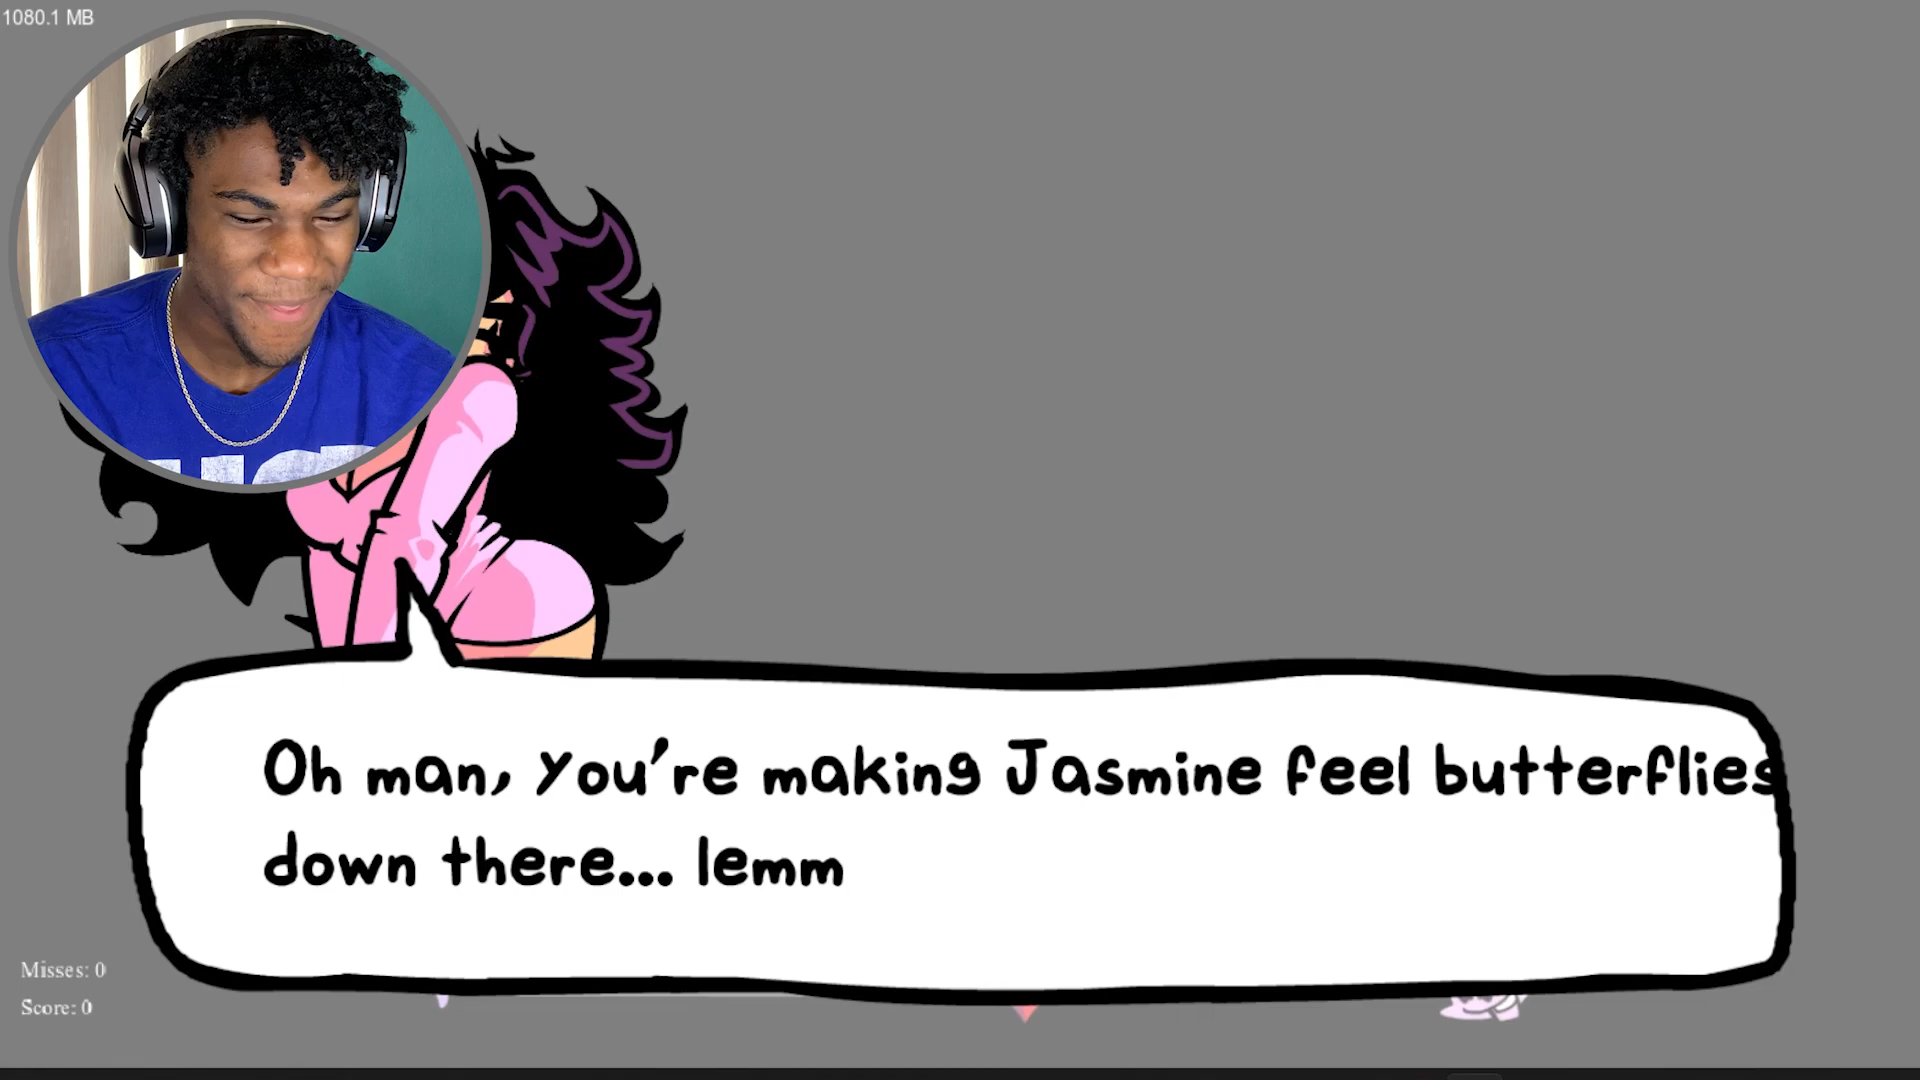 1080.1 MB
Oh man, you're making Jasmine feel butterflies
down there... lemm
Misses: 0
Score: 0